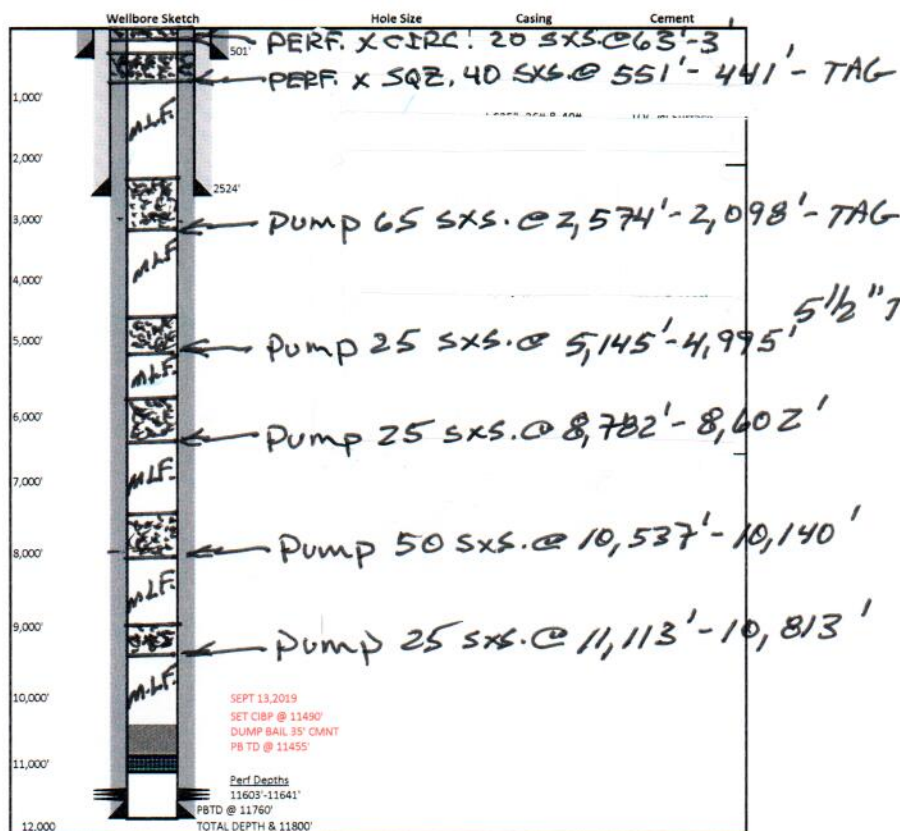 Wellbore Sketch Hole Size Casing Cement
PERF. X CIRC. 20 SXS.@63'-3'
501'
PERF. X SQZ. 40 SXS.@ 551'-441'-TAG
1,000'
M.L.F.
2,000'
2524'
3,000'
Pump 65 SXS.@ 2,574'-2,098'-TAG
MLF
4,000'
5 1/2"
5,000'
Pump 25 SXS.@ 5,145'-4,995'
MLF.
6,000'
Pump 25 SXS.@ 8,782'-8,602'
7,000'
MLF.
8,000'
Pump 50 SXS.@ 10,537'-10,140'
MLF.
9,000'
Pump 25 SXS.@ 11,113'-10,813'
M.L.F.
10,000'
SEPT 13,2019
SET CIBP @ 11490'
DUMP BAIL 35' CMNT
PB TD @ 11455'
11,000'
Perf Depths
11603'-11641'
PBTD @ 11760'
12,000
TOTAL DEPTH & 11800'